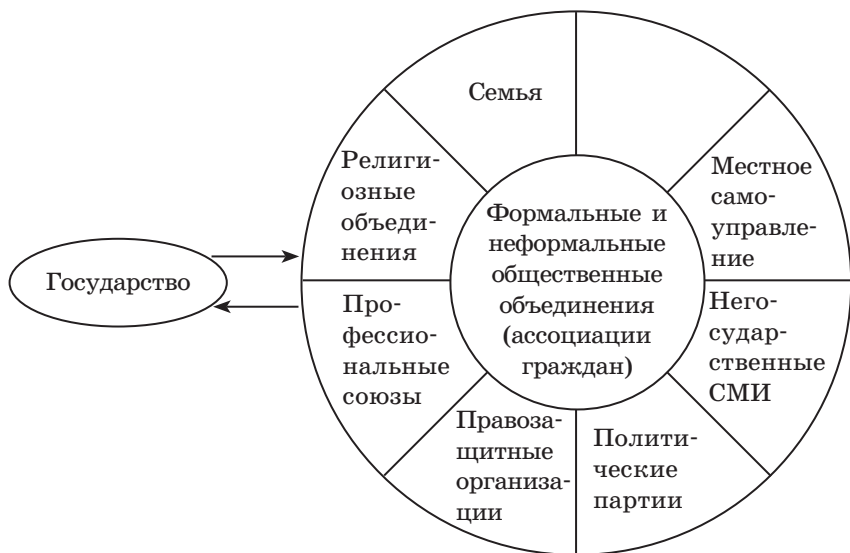 Семья
Религи-
озные
объеди-
нения
Местное
само-
управле-
ние
Формальные и
неформальные
общественные
объединения
(ассоциации
граждан)
Государство
Про-
фессио-
нальные
союзы
Него-
судар-
ственные
СМИ
Правоза-
щитные
организа-
ции
Полити-
ческие
партии